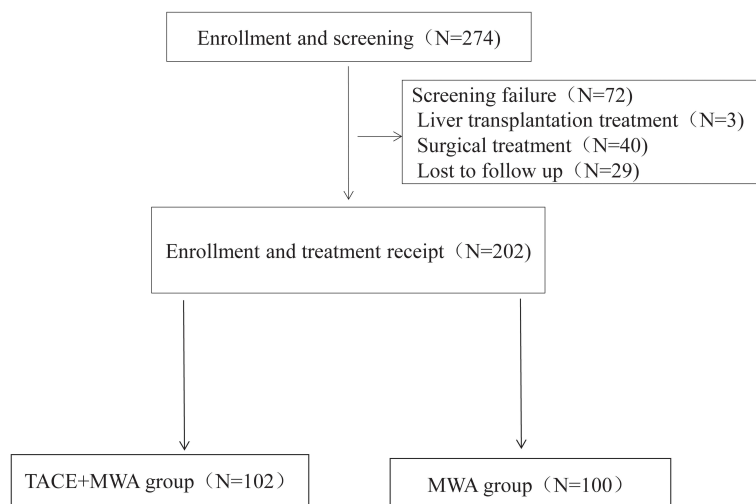 Enrollment and screening（N=274）
Screening failure（N=72）
Liver transplantation treatment（N=3）
Surgical treatment（N=40）
Lost to follow up（N=29）
Enrollment and treatment receipt（N=202）
TACE+MWA group（N=102）
MWA group（N=100）